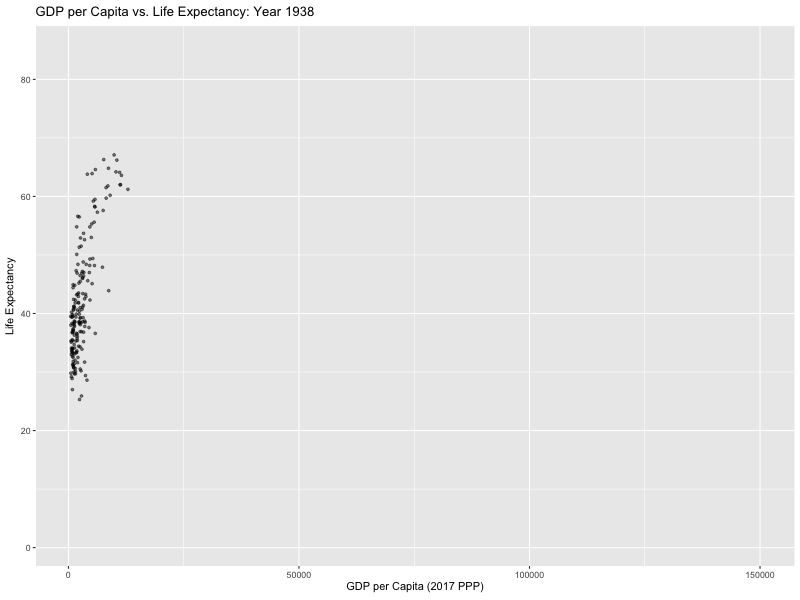 GDP per Capita vs. Life Expectancy: Year 1938
80
60
40
20
0
Life Expectancy
0 50000 100000 150000
GDP per Capita (2017 PPP)